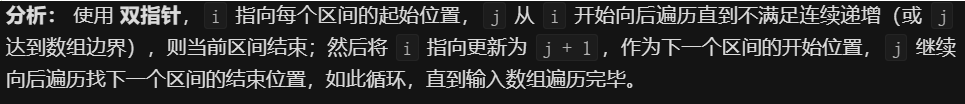 分析： 使用 双指针， i 指向每个区间的起始位置， j 从 i 开始向后遍历直到不满足连续递增（或 j
达到数组边界），则当前区间结束；然后将 i 指向更新为 j + 1 ，作为下一个区间的开始位置， j 继续
向后遍历找下一个区间的结束位置，如此循环，直到输入数组遍历完毕。